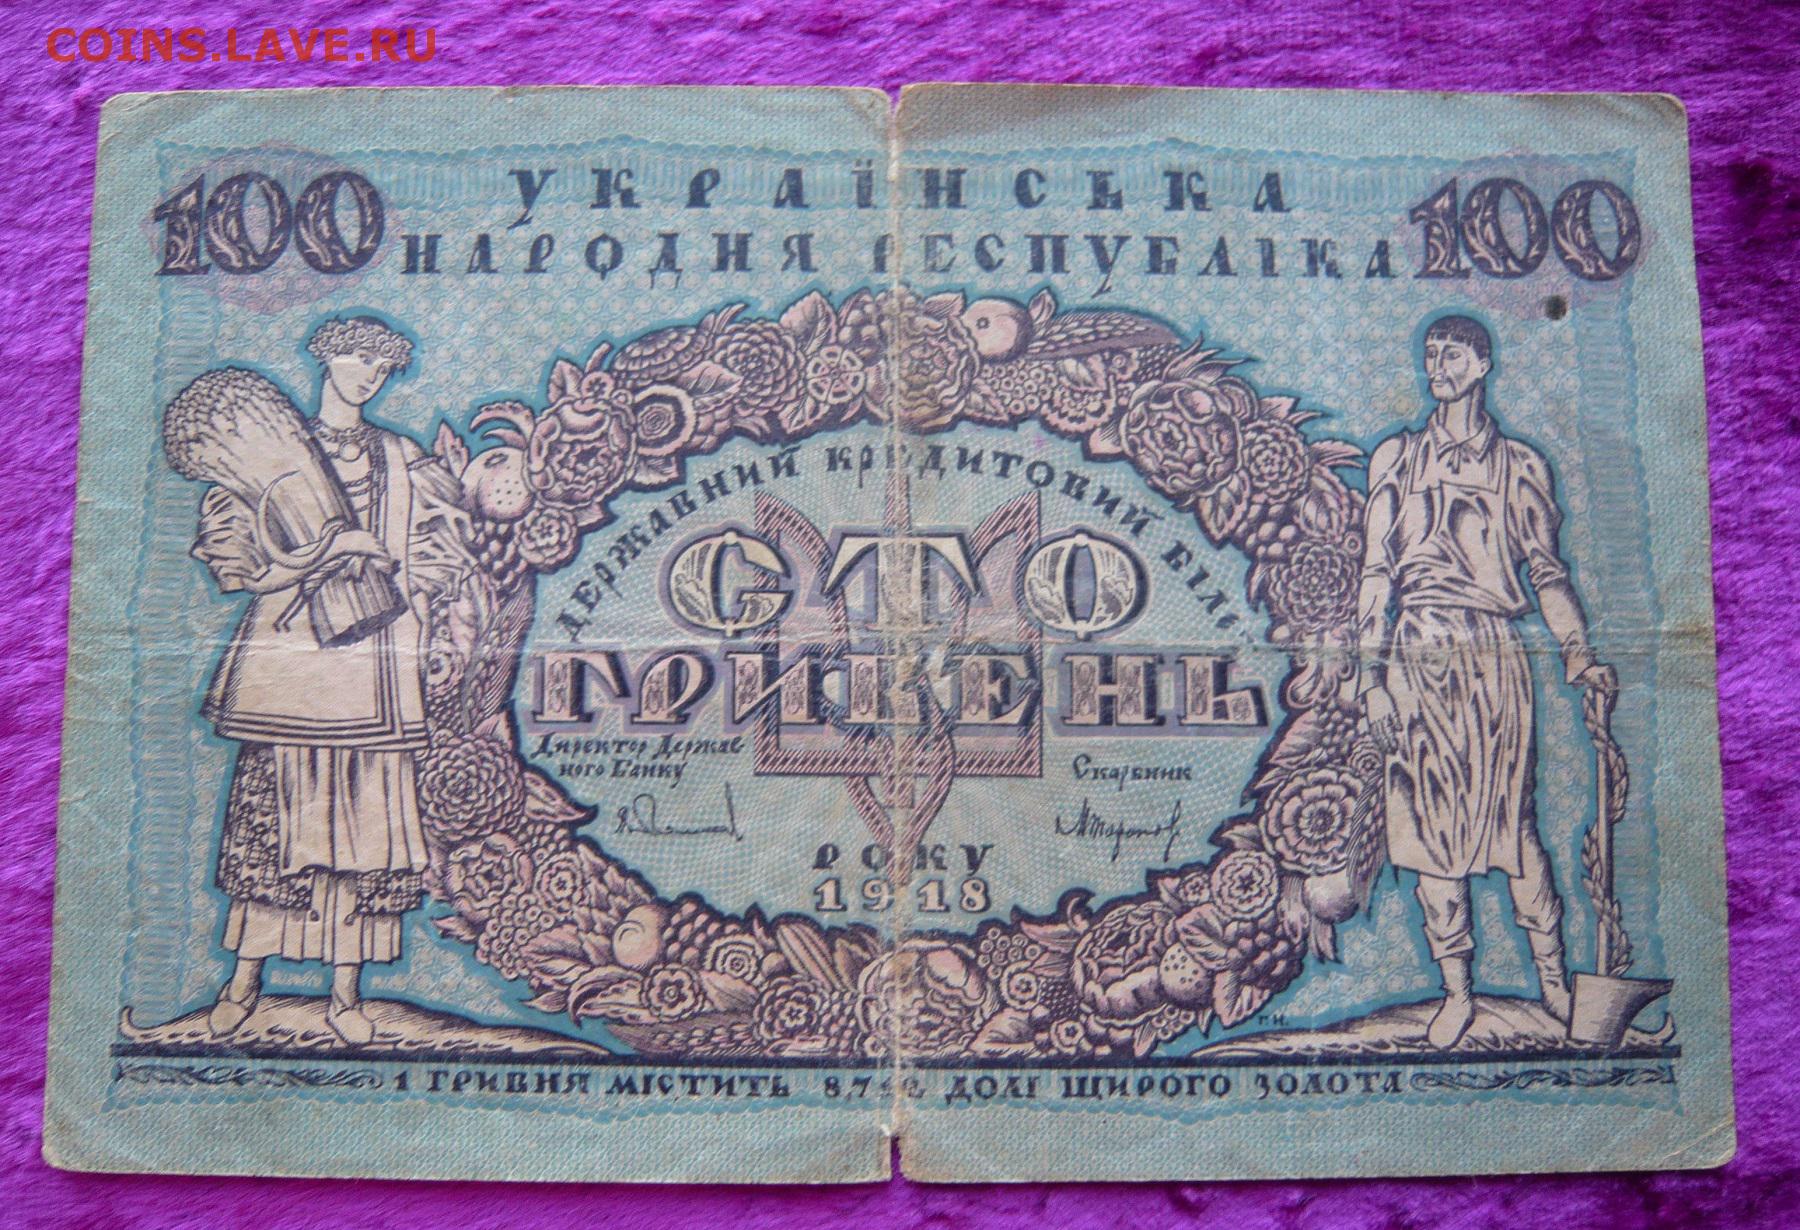 COINS.LAVE.RU
100 УКРАЇНСЬКА 100
НАРОДНЯ РЕСПУБЛІКА
ДЕРЖАВНИЙ КРЕДИТОВИЙ
СТО
ГРИВЕНЬ
Директор Держав-
ного Банку
Скарбник
РОКУ
1918
Г.Н.
1 ГРИВНЯ МІСТИТЬ 8,712 ДОЛІ ЩИРОГО ЗОЛОТА